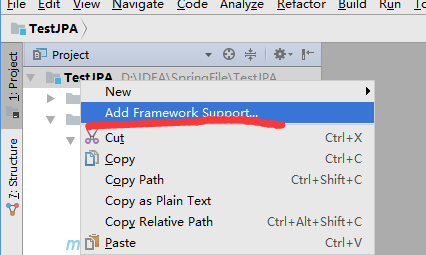 File Edit View Navigate Code Analyze Refactor Build Run
TestJPA
Project
1: Project
TestJPA D:\IDEA\SpringFile\TestJPA
New
Add Framework Support...
Cut Ctrl+X
Copy Ctrl+C
Copy Path Ctrl+Shift+C
Copy as Plain Text
Copy Relative Path Ctrl+Alt+Shift+C
Paste Ctrl+V
7: Structure
m